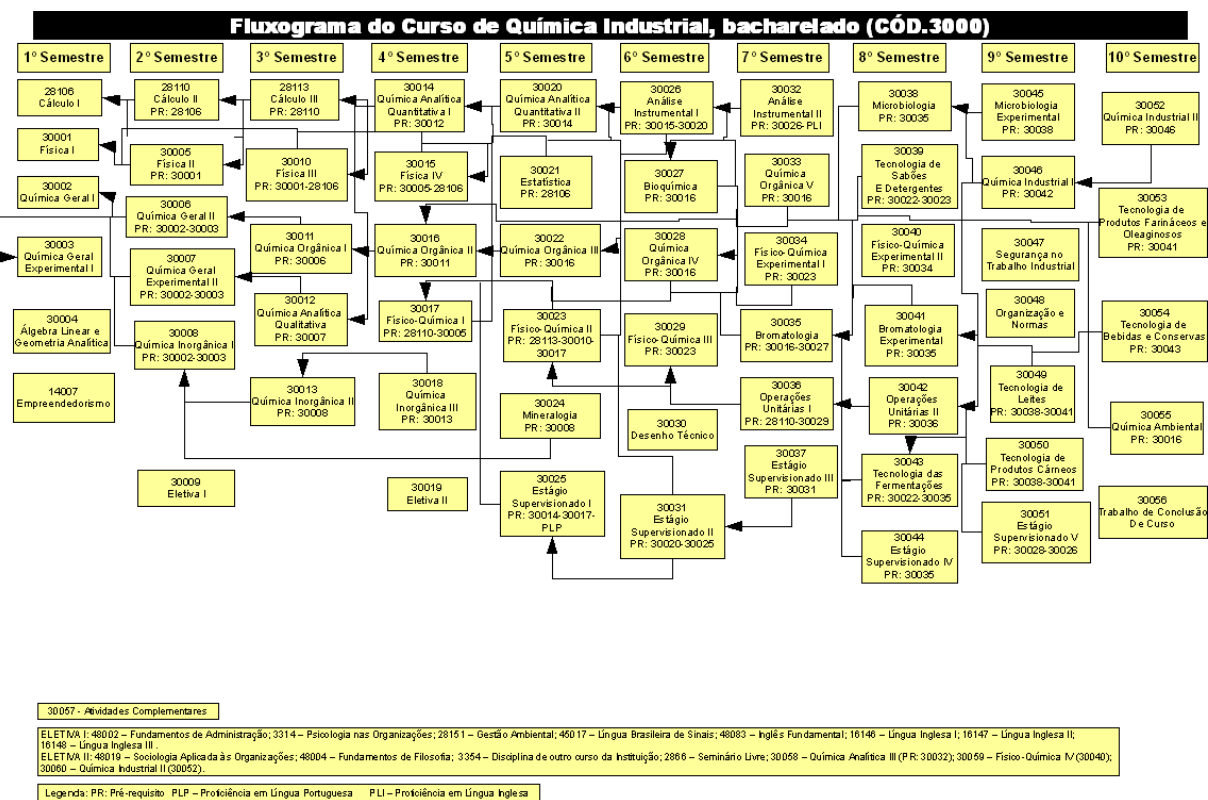 Fluxograma do Curso de Química Industrial, bacharelado (CÓD.3000)
1º Semestre
28106
Cálculo I
30001
Física I
30002
Química Geral I
30003
Química Geral
Experimental I
30004
Álgebra Linear e
Geometria Analítica
14007
Empreendedorismo
2º Semestre
28110
Cálculo II
PR: 28106
30005
Física II
PR: 30001
30006
Química Geral II
PR: 30002-30003
30007
Química Geral
Experimental II
PR: 30002-30003
30008
Química Inorgânica I
PR: 30002-30003
30009
Eletiva I
3º Semestre
28113
Cálculo III
PR: 28110
30010
Física III
PR: 30001-28106
30011
Química Orgânica I
PR: 30006
30012
Química Analítica
Qualitativa
PR: 30007
30013
Química Inorgânica II
PR: 30008
4º Semestre
30014
Química Analítica
Quantitativa I
PR: 30012
30015
Física IV
PR: 30005-28106
30016
Química Orgânica II
PR: 30011
30017
Físico-Química I
PR: 28110-30005
30018
Química
Inorgânica III
PR: 30013
30019
Eletiva II
5º Semestre
30020
Química Analítica
Quantitativa II
PR: 30014
30021
Estatística
PR: 28106
30022
Química Orgânica III
PR: 30016
30023
Físico-Química II
PR: 28113-30010-
30017
30024
Mineralogia
PR: 30008
30025
Estágio
Supervisionado I
PR: 30014-30017-
PLP
6º Semestre
30026
Análise
Instrumental I
PR: 30015-30020
30027
Bioquímica
PR: 30016
30028
Química
Orgânica IV
PR: 30016
30029
Físico-Química III
PR: 30023
30030
Desenho Técnico
30031
Estágio
Supervisionado II
PR: 30020-30025
7º Semestre
30032
Análise
Instrumental II
PR: 30026-PLI
30033
Química
Orgânica V
PR: 30016
30034
Físico-Química
Experimental I
PR: 30023
30035
Bromatologia
PR: 30016-30027
30036
Operações
Unitárias I
PR: 28110-30029
30037
Estágio
Supervisionado III
PR: 30031
8º Semestre
30038
Microbiologia
PR: 30035
30039
Tecnologia de
Sabões
E Detergentes
PR: 30022-30023
30040
Físico-Química
Experimental II
PR: 30034
30041
Bromatologia
Experimental
PR: 30035
30042
Operações
Unitárias II
PR: 30036
30043
Tecnologia das
Fermentações
PR: 30022-30035
30044
Estágio
Supervisionado IV
PR: 30035
9º Semestre
30045
Microbiologia
Experimental
PR: 30038
30046
Química Industrial I
PR: 30042
30047
Segurança no
Trabalho Industrial
30048
Organização e
Normas
30049
Tecnologia de
Leites
PR: 30038-30041
30050
Tecnologia de
Produtos Cárneos
PR: 30038-30041
30051
Estágio
Supervisionado V
PR: 30028-30026
10º Semestre
30052
Química Industrial II
PR: 30046
30053
Tecnologia de
Produtos Farináceos e
Oleaginosos
PR: 30041
30054
Tecnologia de
Bebidas e Conservas
PR: 30043
30055
Química Ambiental
PR: 30016
30056
Trabalho de Conclusão
De Curso
30057 - Atividades Complementares
ELETIVA I: 48002 – Fundamentos de Administração; 3314 – Psicologia nas Organizações; 28151 – Gestão Ambiental; 45017 – Língua Brasileira de Sinais; 48083 – Inglês Fundamental; 16146 – Língua Inglesa I; 16147 – Língua Inglesa II;
16148 – Língua Inglesa III .
ELETIVA II: 48019 – Sociologia Aplicada às Organizações; 48004 – Fundamentos de Filosofia; 3354 – Disciplina de outro curso da Instituição; 2866 – Seminário Livre; 30058 – Química Analítica III (PR: 30032); 30059 – Físico-Química IV (30040);
30060 – Química Industrial II (30052).
Legenda: PR: Pré-requisito PLP – Proficiência em Língua Portuguesa PLI – Proficiência em Língua Inglesa